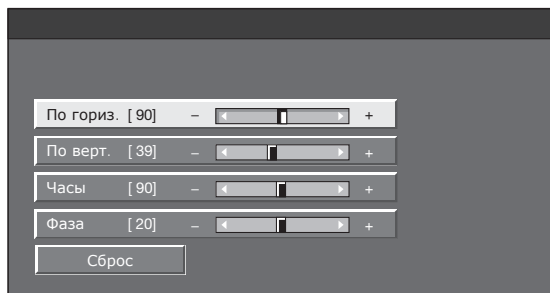 По гориз. [ 90] – +
По верт. [ 39] – +
Часы [ 90] – +
Фаза [ 20] – +
Сброс